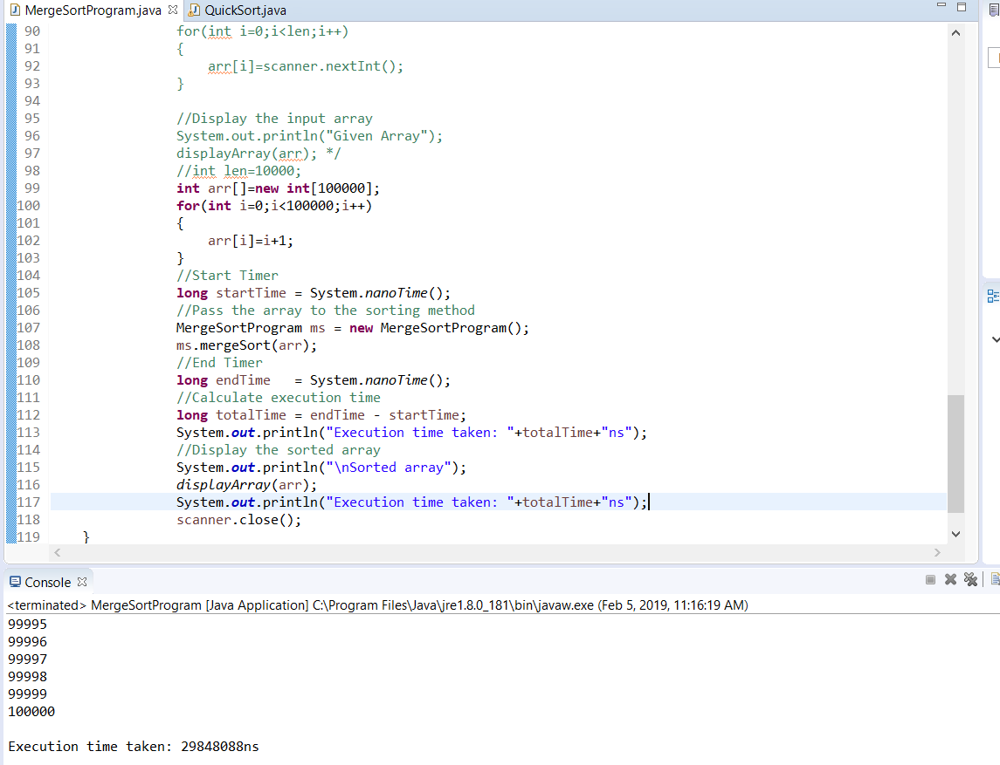 MergeSortProgram.java QuickSort.java
90 for(int i=0;i<len;i++)
91 {
92 arr[i]=scanner.nextInt();
93 }
94
95 //Display the input array
96 System.out.println("Given Array");
97 displayArray(arr); */
98 //int len=10000;
99 int arr[]=new int[100000];
100 for(int i=0;i<100000;i++)
101 {
102 arr[i]=i+1;
103 }
104 //Start Timer
105 long startTime = System.nanoTime();
106 //Pass the array to the sorting method
107 MergeSortProgram ms = new MergeSortProgram();
108 ms.mergeSort(arr);
109 //End Timer
110 long endTime   = System.nanoTime();
111 //Calculate execution time
112 long totalTime = endTime - startTime;
113 System.out.println("Execution time taken: "+totalTime+"ns");
114 //Display the sorted array
115 System.out.println("\nSorted array");
116 displayArray(arr);
117 System.out.println("Execution time taken: "+totalTime+"ns");
118 scanner.close();
119 }
Console
<terminated> MergeSortProgram [Java Application] C:\Program Files\Java\jre1.8.0_181\bin\javaw.exe (Feb 5, 2019, 11:16:19 AM)
99995
99996
99997
99998
99999
100000
Execution time taken: 29848088ns